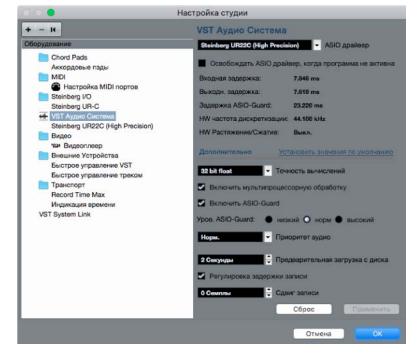 Настройка студии
Оборудование
Chord Pads
Аккордовые пэды
MIDI
Настройка MIDI портов
Steinberg I/O
Steinberg UR-C
VST Аудио Система
Steinberg UR22C (High Precision)
Видео
Видеоплеер
Внешние Устройства
Быстрое управление VST
Быстрое управление треком
Транспорт
Record Time Max
Индикация времени
VST System Link
VST Аудио Система
Steinberg UR22C (High Precision) ASIO драйвер
Освобождать ASIO драйвер, когда программа не активна
Входная задержка: 7.846 ms
Выходн. задержка: 7.619 ms
Задержка ASIO-Guard: 23.220 ms
HW частота дискретизации: 44.100 kHz
HW Растяжение/Сжатие: Выкл.
Дополнительно Установить значения по умолчанию
32 bit float Точность вычислений
Включить мультипроцессорную обработку
Включить ASIO-Guard
Уров. ASIO-Guard: низкий норм высокий
Норм. Приоритет аудио
2 Секунды Предварительная загрузка с диска
Регулировка задержки записи
0 Семплы Сдвиг записи
Сброс Применить
Отмена OK